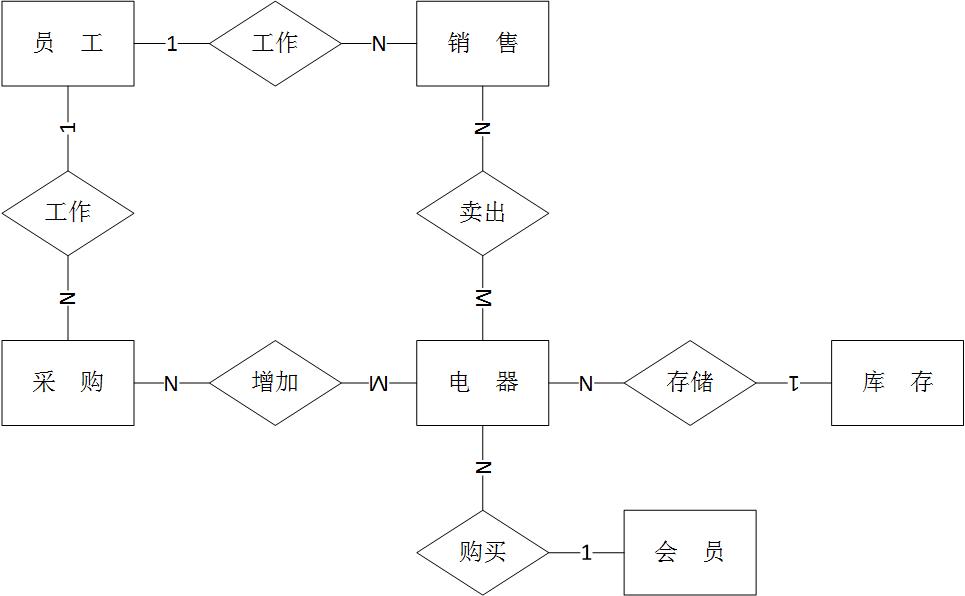 员 工 1 工作 N 销 售
1 N
工作 卖出
N M
采 购 N 增加 M 电 器 N 存储 1 库 存
N
购买 1 会 员